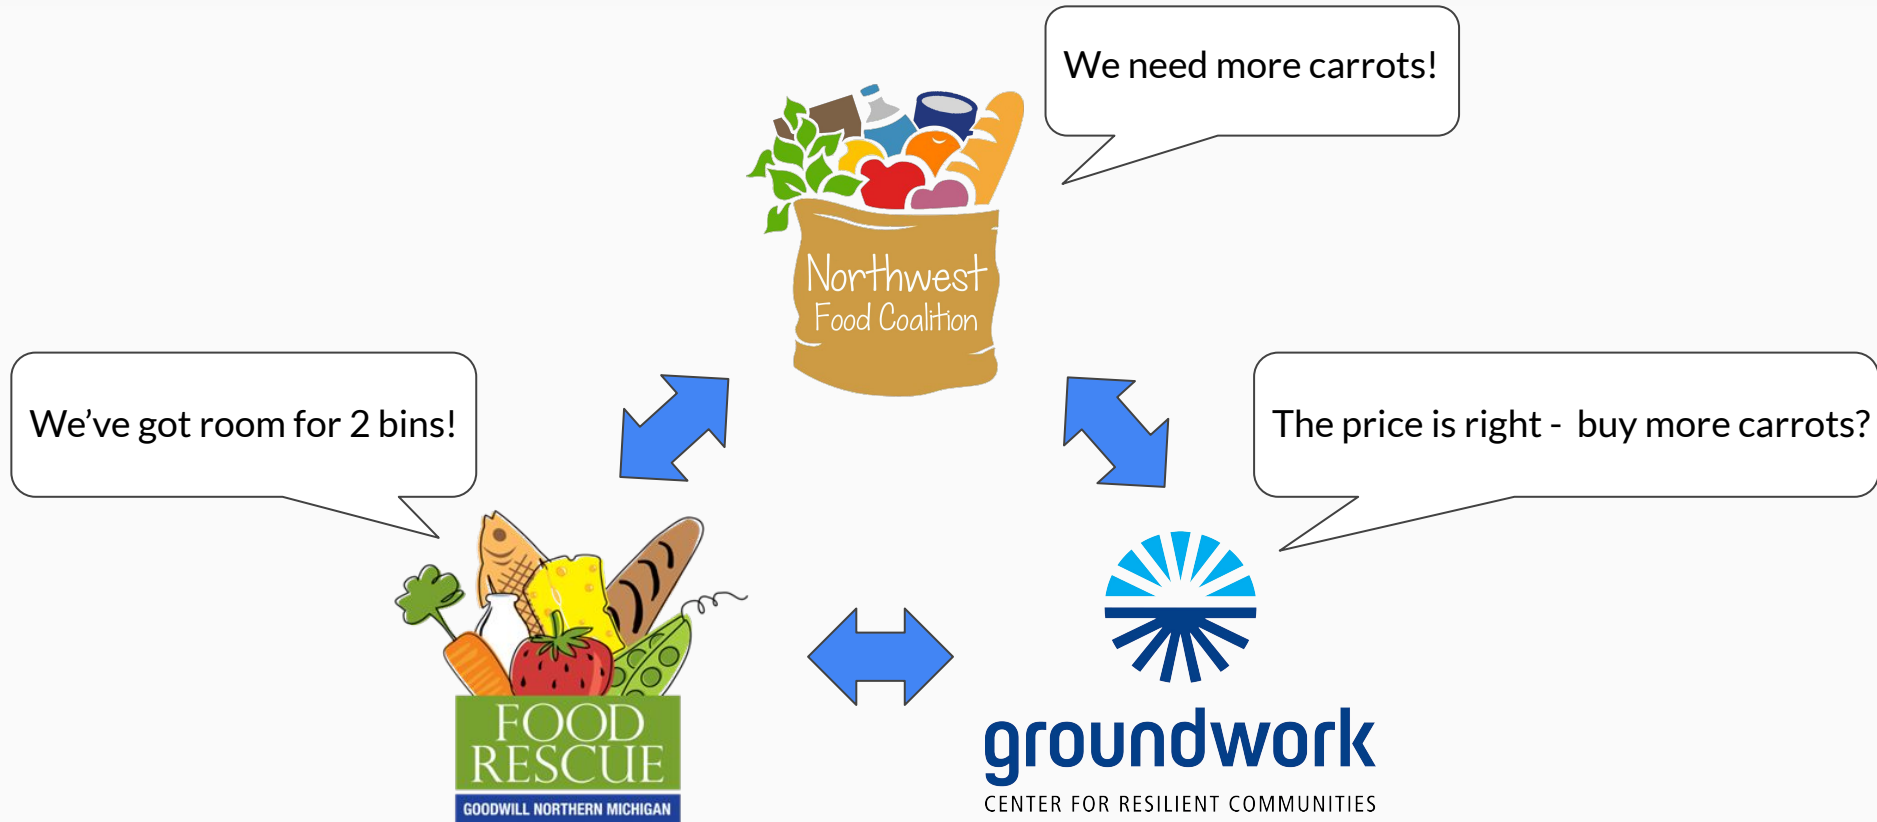 We need more carrots!
Northwest
Food Coalition
We’ve got room for 2 bins!
The price is right -  buy more carrots?
FOOD
RESCUE
GOODWILL NORTHERN MICHIGAN
groundwork
CENTER FOR RESILIENT COMMUNITIES